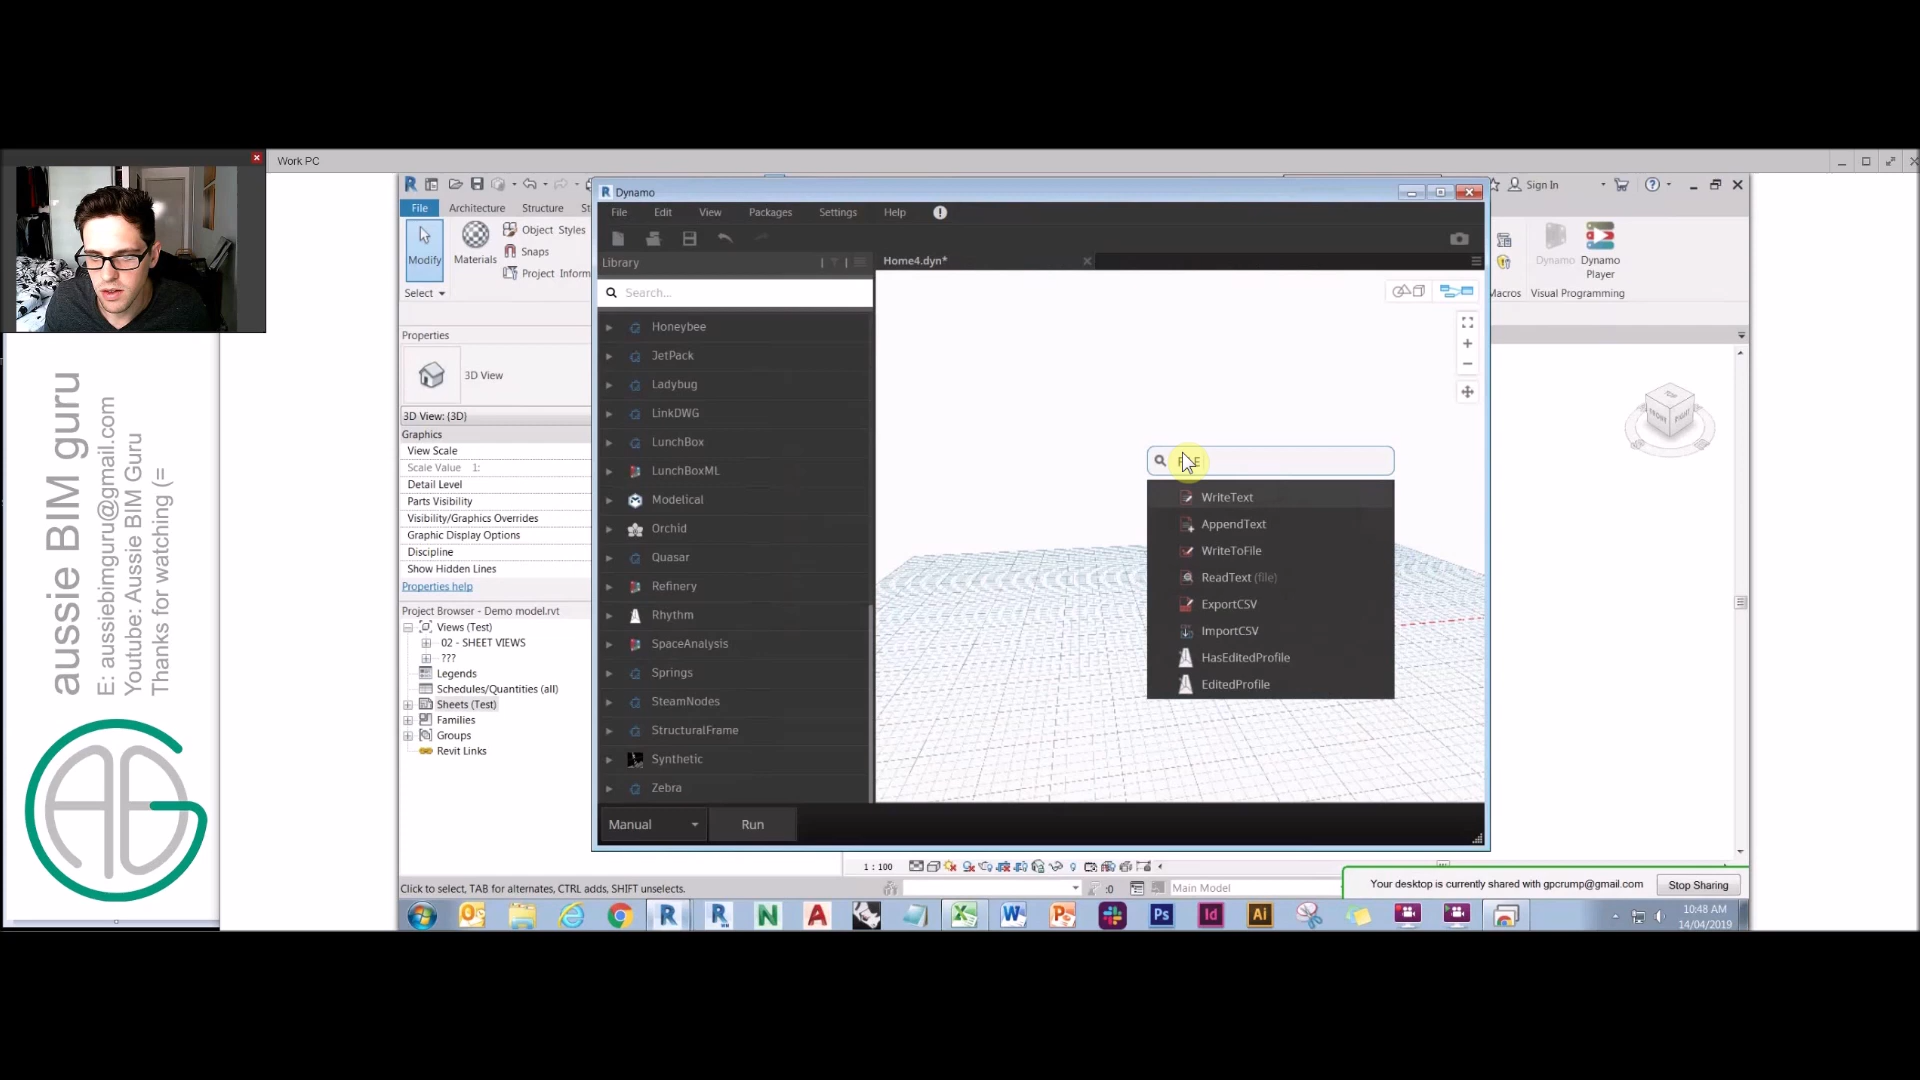 Work PC
Sign In
Dynamo
File
Architecture
Structure
File Edit View Packages Settings Help
Modify
Materials
Object Styles
Snaps
Project Inform
Select
Library
Home4.dyn*
Search...
Dynamo
Dynamo Player
Macros
Visual Programming
Properties
3D View
3D View: {3D}
Graphics
View Scale
Scale Value 1:
Detail Level
Parts Visibility
Visibility/Graphics Overrides
Graphic Display Options
Discipline
Show Hidden Lines
Properties help
Project Browser - Demo model.rvt
Views (Test)
02 - SHEET VIEWS
???
Legends
Schedules/Quantities (all)
Sheets (Test)
Families
Groups
Revit Links
Honeybee
JetPack
Ladybug
LinkDWG
LunchBox
LunchBoxML
Modelical
Orchid
Quasar
Refinery
Rhythm
SpaceAnalysis
Springs
SteamNodes
StructuralFrame
Synthetic
Zebra
WriteText
AppendText
WriteToFile
ReadText (file)
ExportCSV
ImportCSV
HasEditedProfile
EditedProfile
FRONT
Manual
Run
1 : 100
Click to select, TAB for alternates, CTRL adds, SHIFT unselects.
:0
Main Model
Your desktop is currently shared with gpcrump@gmail.com
Stop Sharing
10:48 AM
14/04/2019
aussie BIM guru
E: aussiebimguru@gmail.com
Youtube: Aussie BIM Guru
Thanks for watching (=